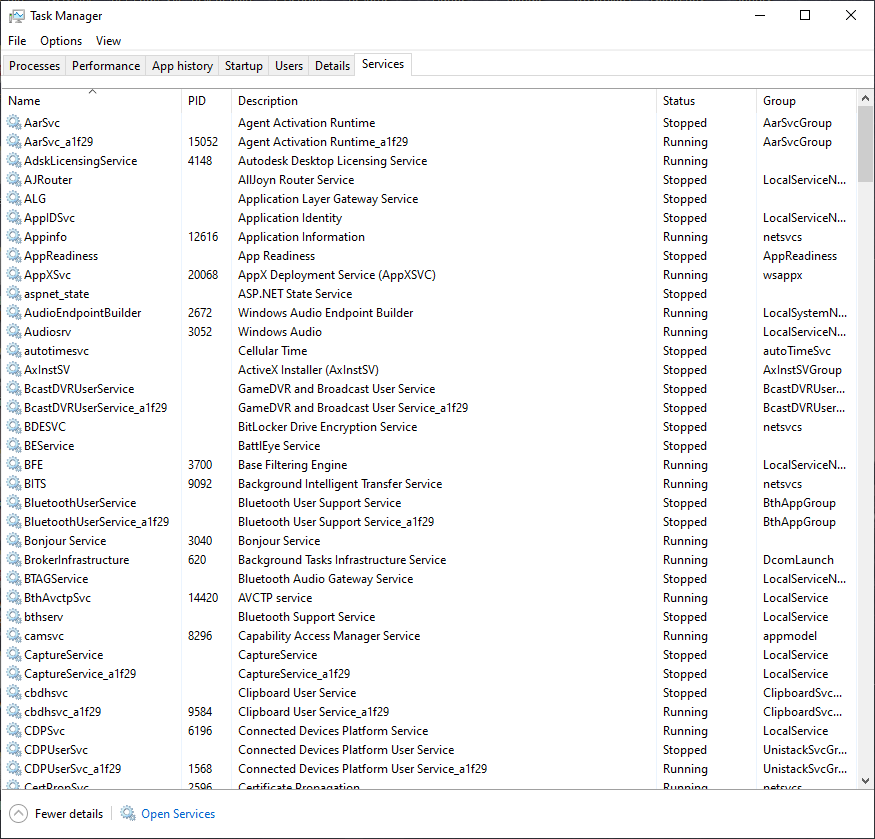 Task Manager
File Options View
Processes Performance App history Startup Users Details Services
Name PID Description Status Group
AarSvc Agent Activation Runtime Stopped AarSvcGroup
AarSvc_a1f29 15052 Agent Activation Runtime_a1f29 Running AarSvcGroup
AdskLicensingService 4148 Autodesk Desktop Licensing Service Running
AJRouter AllJoyn Router Service Stopped LocalServiceN...
ALG Application Layer Gateway Service Stopped
AppIDSvc Application Identity Stopped LocalServiceN...
Appinfo 12616 Application Information Running netsvcs
AppReadiness App Readiness Stopped AppReadiness
AppXSvc 20068 AppX Deployment Service (AppXSVC) Running wsappx
aspnet_state ASP.NET State Service Stopped
AudioEndpointBuilder 2672 Windows Audio Endpoint Builder Running LocalSystemN...
Audiosrv 3052 Windows Audio Running LocalServiceN...
autotimesvc Cellular Time Stopped autoTimeSvc
AxInstSV ActiveX Installer (AxInstSV) Stopped AxInstSVGroup
BcastDVRUserService GameDVR and Broadcast User Service Stopped BcastDVRUser...
BcastDVRUserService_a1f29 GameDVR and Broadcast User Service_a1f29 Stopped BcastDVRUser...
BDESVC BitLocker Drive Encryption Service Stopped netsvcs
BEService BattlEye Service Stopped
BFE 3700 Base Filtering Engine Running LocalServiceN...
BITS 9092 Background Intelligent Transfer Service Running netsvcs
BluetoothUserService Bluetooth User Support Service Stopped BthAppGroup
BluetoothUserService_a1f29 Bluetooth User Support Service_a1f29 Stopped BthAppGroup
Bonjour Service 3040 Bonjour Service Running
BrokerInfrastructure 620 Background Tasks Infrastructure Service Running DcomLaunch
BTAGService Bluetooth Audio Gateway Service Stopped LocalServiceN...
BthAvctpSvc 14420 AVCTP service Running LocalService
bthserv Bluetooth Support Service Stopped LocalService
camsvc 8296 Capability Access Manager Service Running appmodel
CaptureService CaptureService Stopped LocalService
CaptureService_a1f29 CaptureService_a1f29 Stopped LocalService
cbdhsvc Clipboard User Service Stopped ClipboardSvc...
cbdhsvc_a1f29 9584 Clipboard User Service_a1f29 Running ClipboardSvc...
CDPSvc 6196 Connected Devices Platform Service Running LocalService
CDPUserSvc Connected Devices Platform User Service Stopped UnistackSvcGr...
CDPUserSvc_a1f29 1568 Connected Devices Platform User Service_a1f29 Running UnistackSvcGr...
CertPropSvc 2596 Certificate Propagation Running netsvcs
Fewer details Open Services